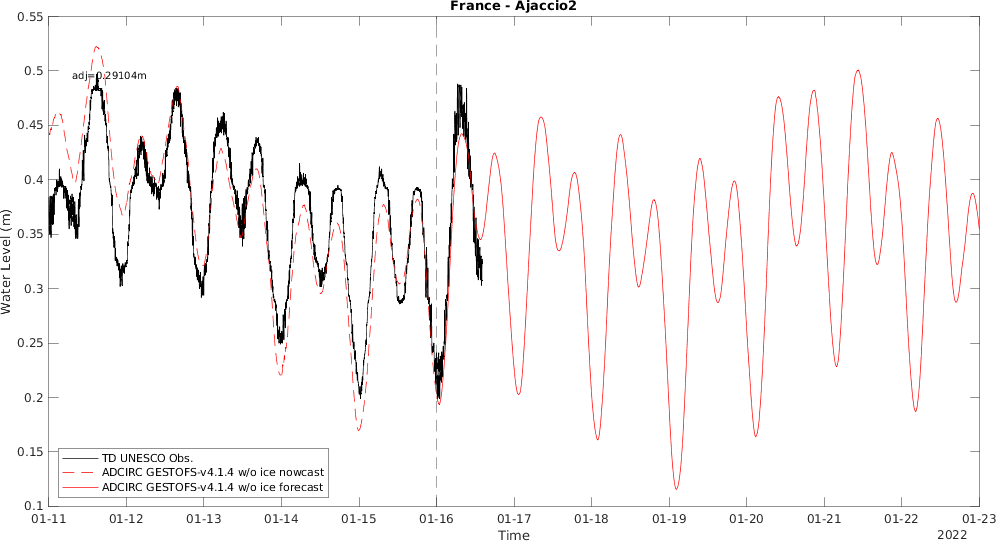 France - Ajaccio2
0.55
0.5
0.45
0.4
0.35
0.3
0.25
0.2
0.15
0.1
Water Level (m)
adj=0.29104m
TD UNESCO Obs.
ADCIRC GESTOFS-v4.1.4 w/o ice nowcast
ADCIRC GESTOFS-v4.1.4 w/o ice forecast
01-11 01-12 01-13 01-14 01-15 01-16 01-17 01-18 01-19 01-20 01-21 01-22 01-23
Time
2022